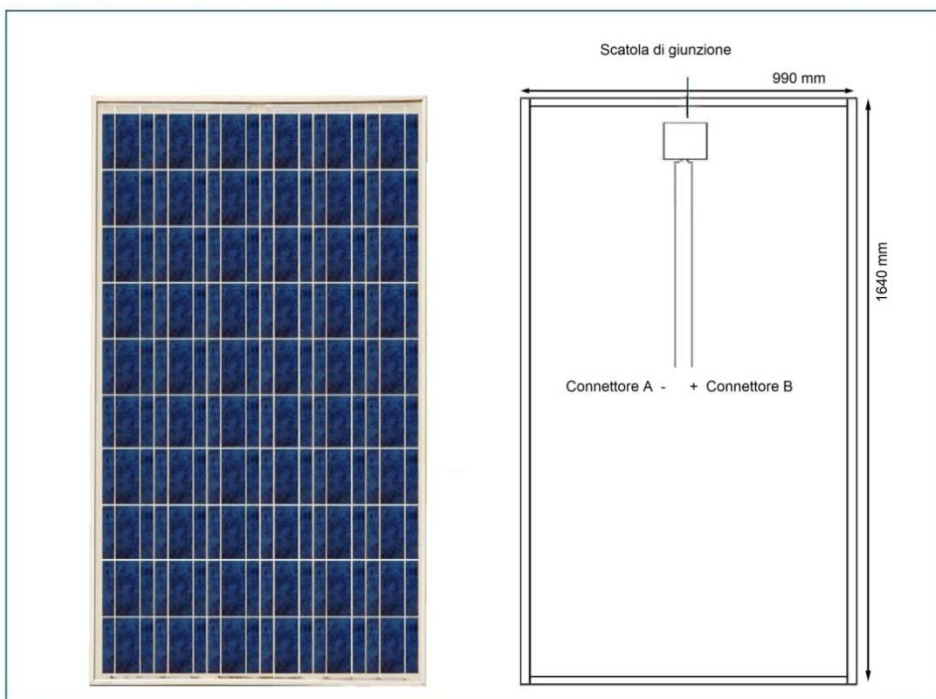 Scatola di giunzione
990 mm
1640 mm
Connettore A - + Connettore B